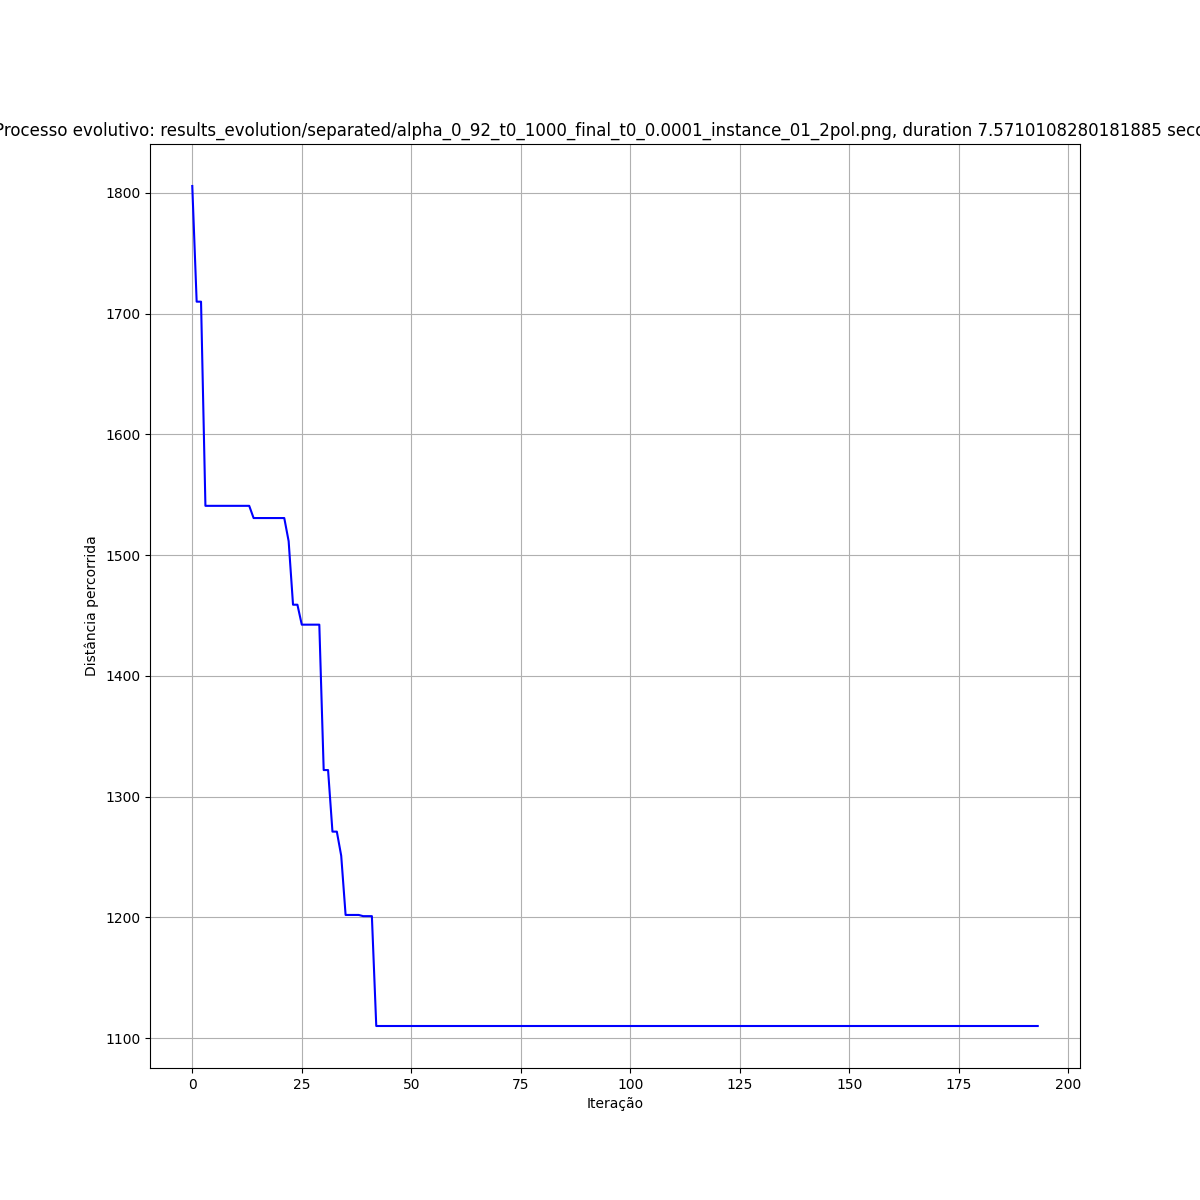 Processo evolutivo: results_evolution/separated/alpha_0_92_t0_1000_final_t0_0.0001_instance_01_2pol.png, duration 7.5710108280181885 seco
1800
1700
1600
1500
1400
1300
1200
1100
Distância percorrida
0 25 50 75 100 125 150 175 200
Iteração